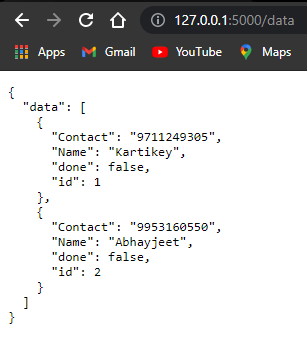 127.0.0.1:5000/data
Apps Gmail YouTube Maps
{
  "data": [
    {
      "Contact": "9711249305",
      "Name": "Kartikey",
      "done": false,
      "id": 1
    },
    {
      "Contact": "9953160550",
      "Name": "Abhayjeet",
      "done": false,
      "id": 2
    }
  ]
}